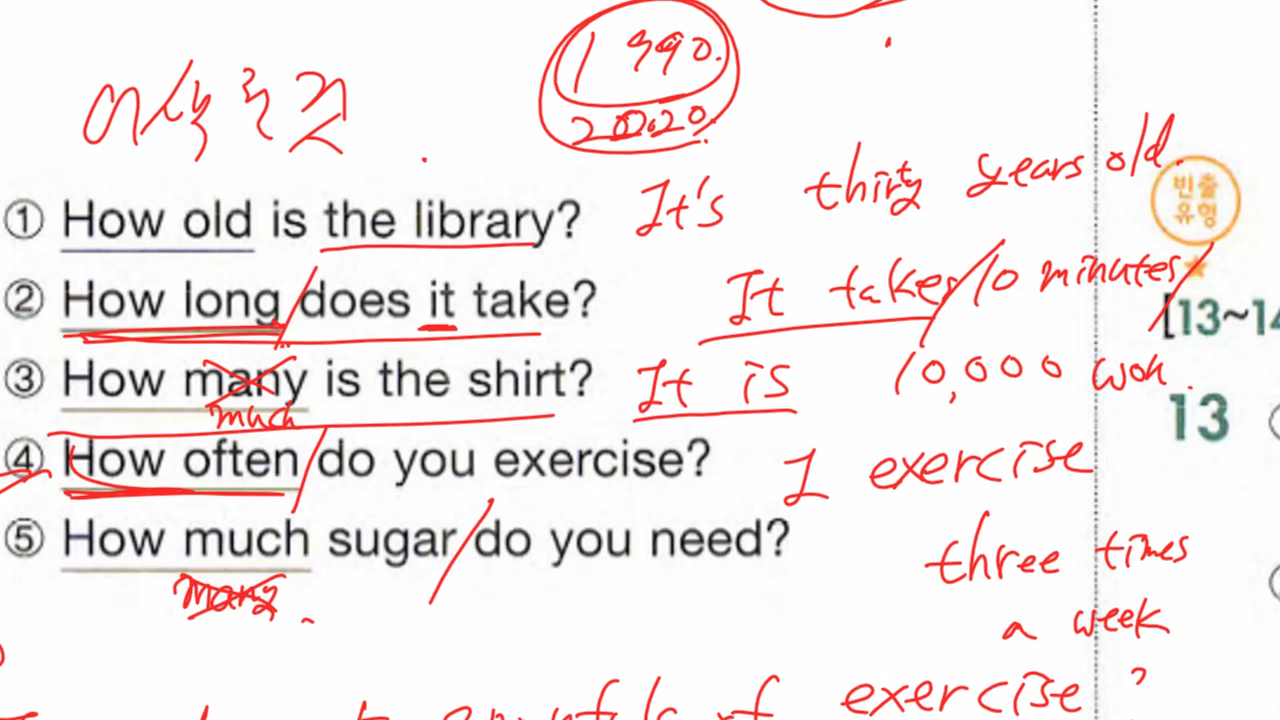 1990.
2020.
어색한 것.
① How old is the library? It's thirty years old.
빈출
유형
② How long does it take? It takes 10 minutes
[13~14
③ How many is the shirt? It is 10,000 won.
much
13
④ How often do you exercise? I exercise
⑤ How much sugar do you need? three times
many
a week
of exercise?